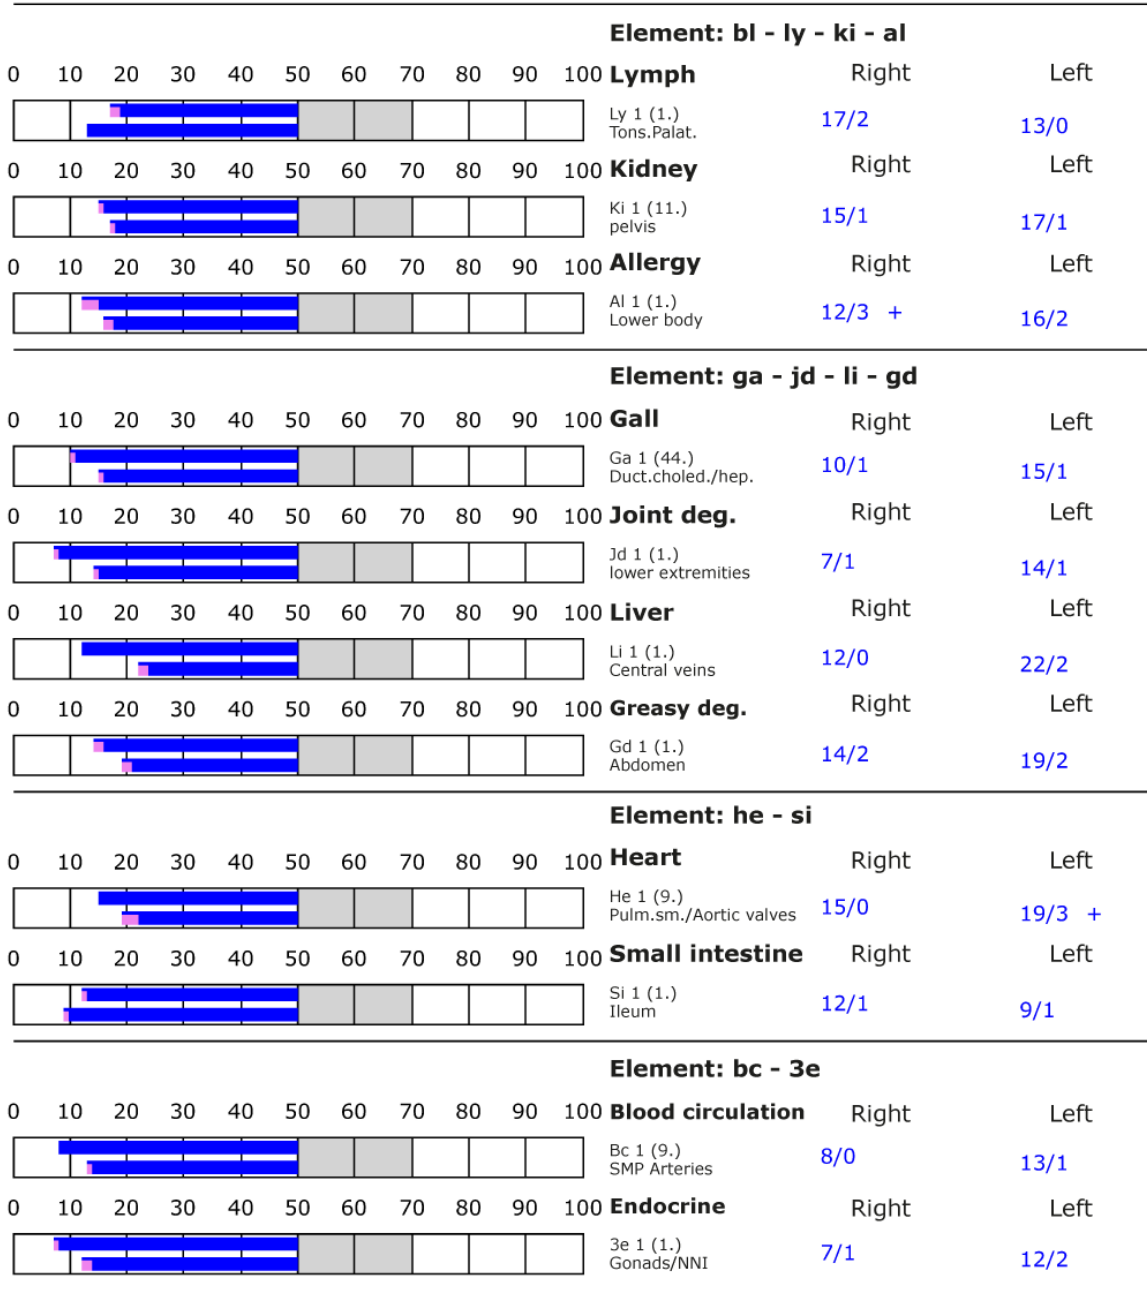 Element: bl - ly - ki - al
0 10 20 30 40 50 60 70 80 90 100 Lymph Right Left
Ly 1 (1.)
Tons.Palat.
17/2 13/0
0 10 20 30 40 50 60 70 80 90 100 Kidney Right Left
Ki 1 (11.)
pelvis
15/1 17/1
0 10 20 30 40 50 60 70 80 90 100 Allergy Right Left
Al 1 (1.)
Lower body
12/3 + 16/2
Element: ga - jd - li - gd
0 10 20 30 40 50 60 70 80 90 100 Gall Right Left
Ga 1 (44.)
Duct.choled./hep.
10/1 15/1
0 10 20 30 40 50 60 70 80 90 100 Joint deg. Right Left
Jd 1 (1.)
lower extremities
7/1 14/1
0 10 20 30 40 50 60 70 80 90 100 Liver Right Left
Li 1 (1.)
Central veins
12/0 22/2
0 10 20 30 40 50 60 70 80 90 100 Greasy deg. Right Left
Gd 1 (1.)
Abdomen
14/2 19/2
Element: he - si
0 10 20 30 40 50 60 70 80 90 100 Heart Right Left
He 1 (9.)
Pulm.sm./Aortic valves
15/0 19/3 +
0 10 20 30 40 50 60 70 80 90 100 Small intestine Right Left
Si 1 (1.)
Ileum
12/1 9/1
Element: bc - 3e
0 10 20 30 40 50 60 70 80 90 100 Blood circulation Right Left
Bc 1 (9.)
SMP Arteries
8/0 13/1
0 10 20 30 40 50 60 70 80 90 100 Endocrine Right Left
3e 1 (1.)
Gonads/NNI
7/1 12/2